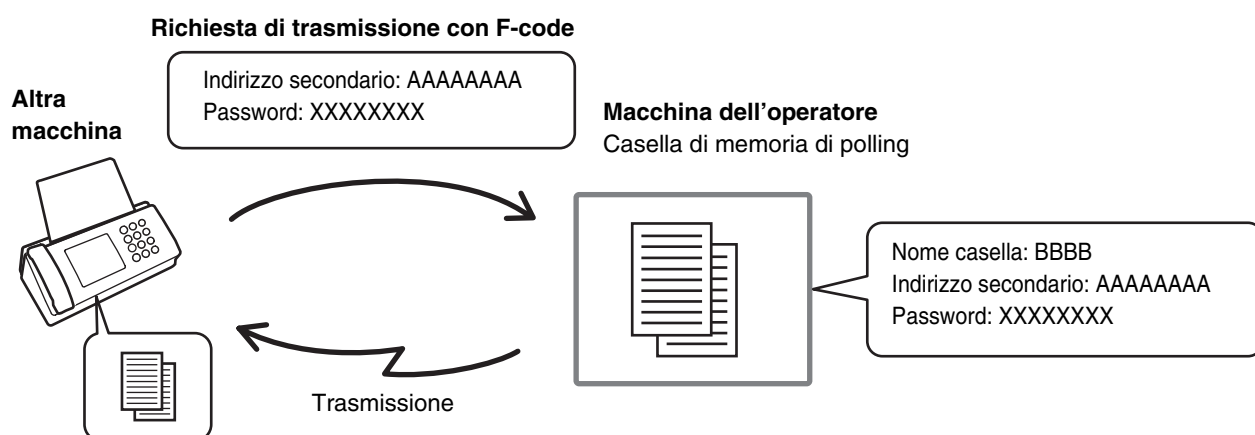 Richiesta di trasmissione con F-code
Indirizzo secondario: AAAAAAAA
Password: XXXXXXXX
Altra
macchina
Macchina dell’operatore
Casella di memoria di polling
Nome casella: BBBB
Indirizzo secondario: AAAAAAAA
Password: XXXXXXXX
Trasmissione